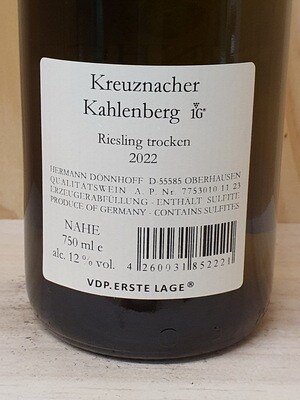 Kreuznacher
Kahlenberg 1G
Riesling trocken
2022
HERMANN DÖNNHOFF D-55585 OBERHAUSEN
QUALITÄTSWEIN A. P Nr. 7753010 11 23
ERZEUGERABFÜLLUNG - ENTHÄLT SULFITE
PRODUCE OF GERMANY - CONTAINS SULFITES
NAHE
750 ml e
alc. 12 % vol.
4 260031 852221
VDP.ERSTE LAGE®